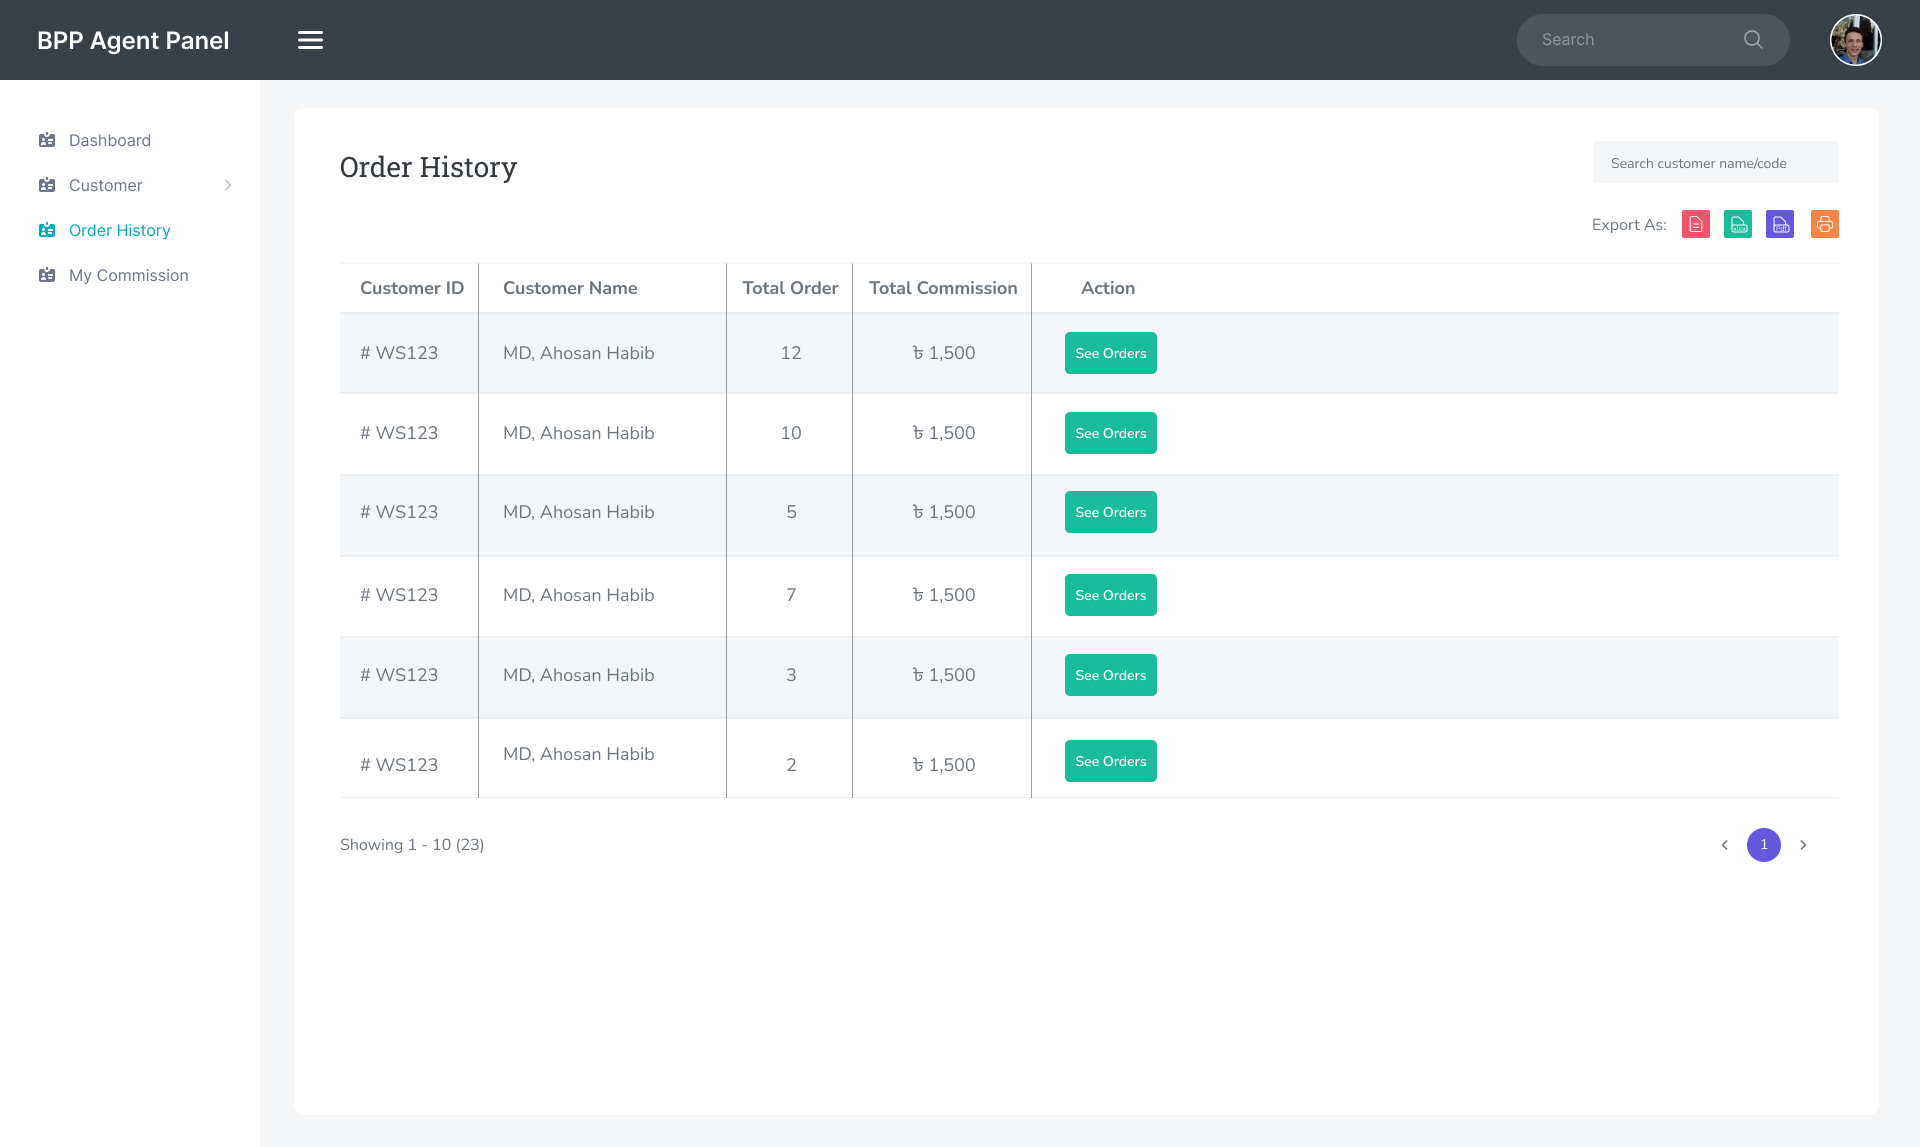 BPP Agent Panel
Search
Dashboard
Customer
Order History
My Commission
Order History
Search customer name/code
Export As:
Customer ID Customer Name Total Order Total Commission Action
# WS123 MD, Ahosan Habib 12 ৳ 1,500 See Orders
# WS123 MD, Ahosan Habib 10 ৳ 1,500 See Orders
# WS123 MD, Ahosan Habib 5 ৳ 1,500 See Orders
# WS123 MD, Ahosan Habib 7 ৳ 1,500 See Orders
# WS123 MD, Ahosan Habib 3 ৳ 1,500 See Orders
# WS123 MD, Ahosan Habib 2 ৳ 1,500 See Orders
Showing 1 - 10 (23)
1